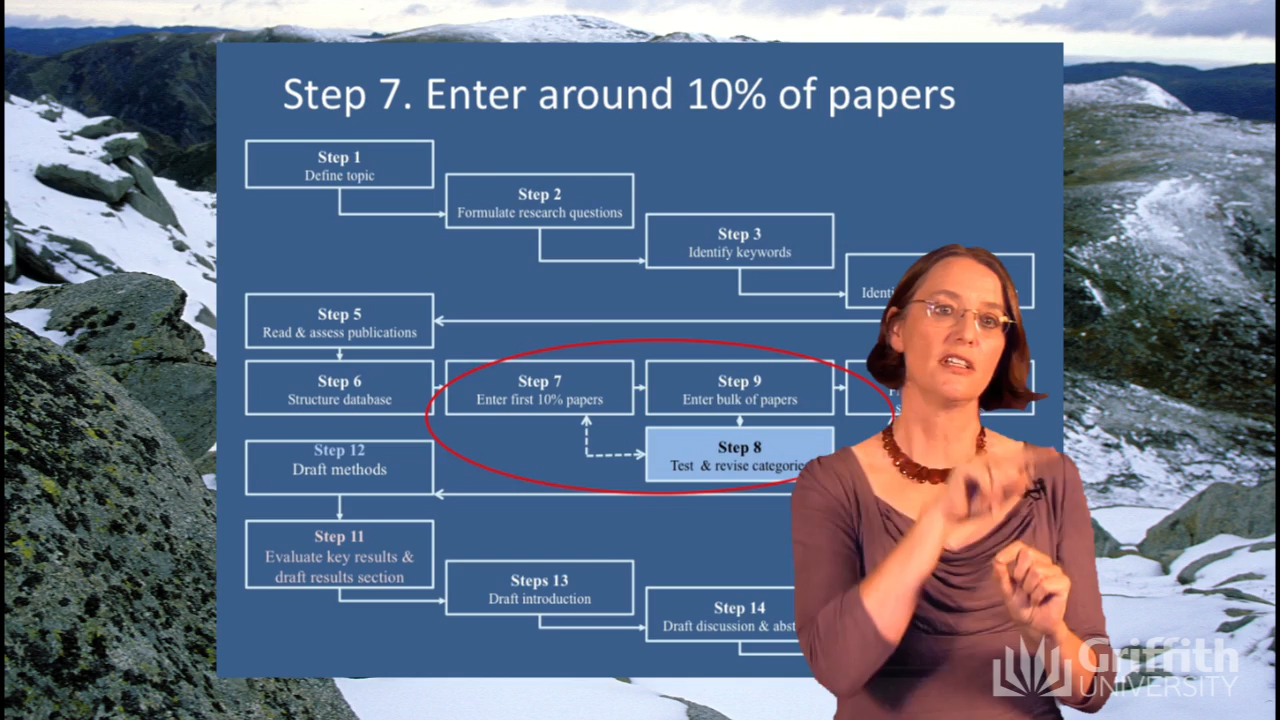 Step 7. Enter around 10% of papers
Step 1
Define topic
Step 2
Formulate research questions
Step 3
Identify keywords
Step 5
Read & assess publications
Step 6
Structure database
Step 7
Enter first 10% papers
Step 9
Enter bulk of papers
Step 8
Test & revise categorie
Step 12
Draft methods
Step 11
Evaluate key results &
draft results section
Steps 13
Draft introduction
Step 14
Draft discussion & abst
Griffith
UNIVERSITY